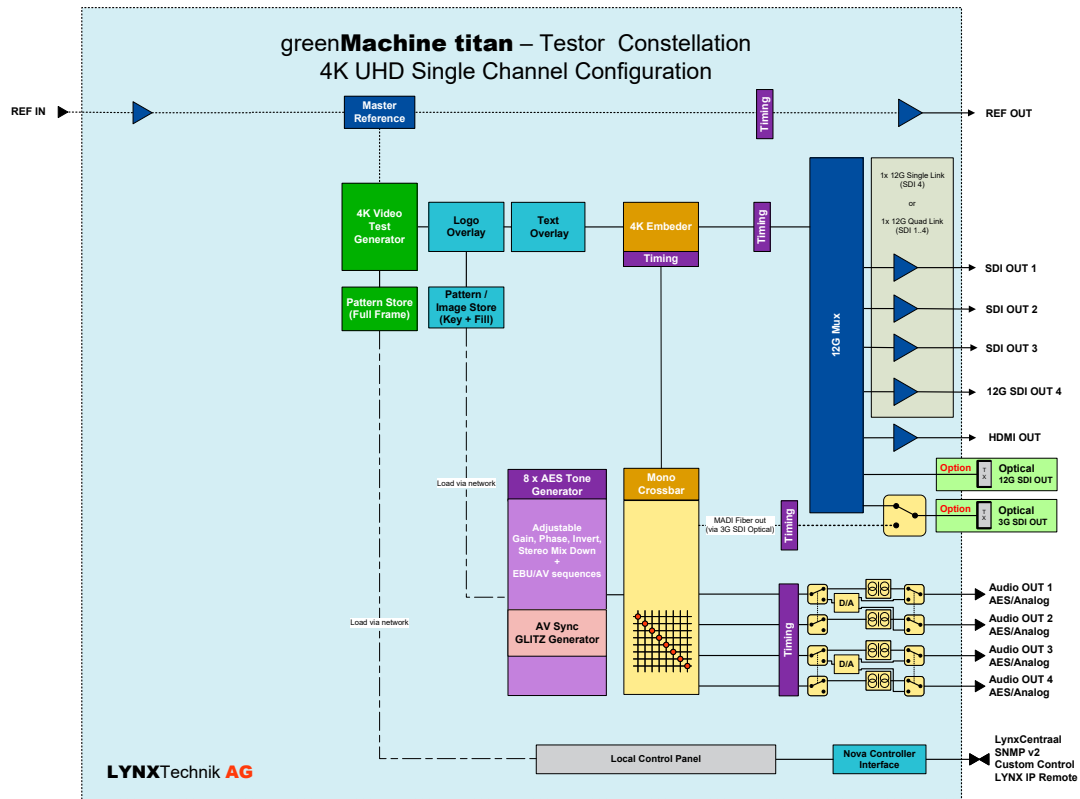 greenMachine titan – Testor Constellation
4K UHD Single Channel Configuration
REF IN
Master
Reference
Timing
REF OUT
4K Video
Test
Generator
Logo
Overlay
Text
Overlay
4K Embeder
Timing
Timing
12G Mux
1x 12G Single Link
(SDI 4)
or
1x 12G Quad Link
(SDI 1..4)
SDI OUT 1
SDI OUT 2
SDI OUT 3
12G SDI OUT 4
HDMI OUT
Pattern Store
(Full Frame)
Pattern /
Image Store
(Key + Fill)
Option
TX
Optical
12G SDI OUT
Option
TX
Optical
3G SDI OUT
Load via network
8 x AES Tone
Generator
Adjustable
Gain, Phase, Invert,
Stereo Mix Down
+
EBU/AV sequences
AV Sync
GLITZ Generator
Mono
Crossbar
MADI Fiber out
(via 3G SDI Optical)
Timing
Timing
D/A
D/A
Audio OUT 1
AES/Analog
Audio OUT 2
AES/Analog
Audio OUT 3
AES/Analog
Audio OUT 4
AES/Analog
Load via network
Local Control Panel
Nova Controller
Interface
LynxCentraal
SNMP v2
Custom Control
LYNX IP Remote
LYNXTechnik AG